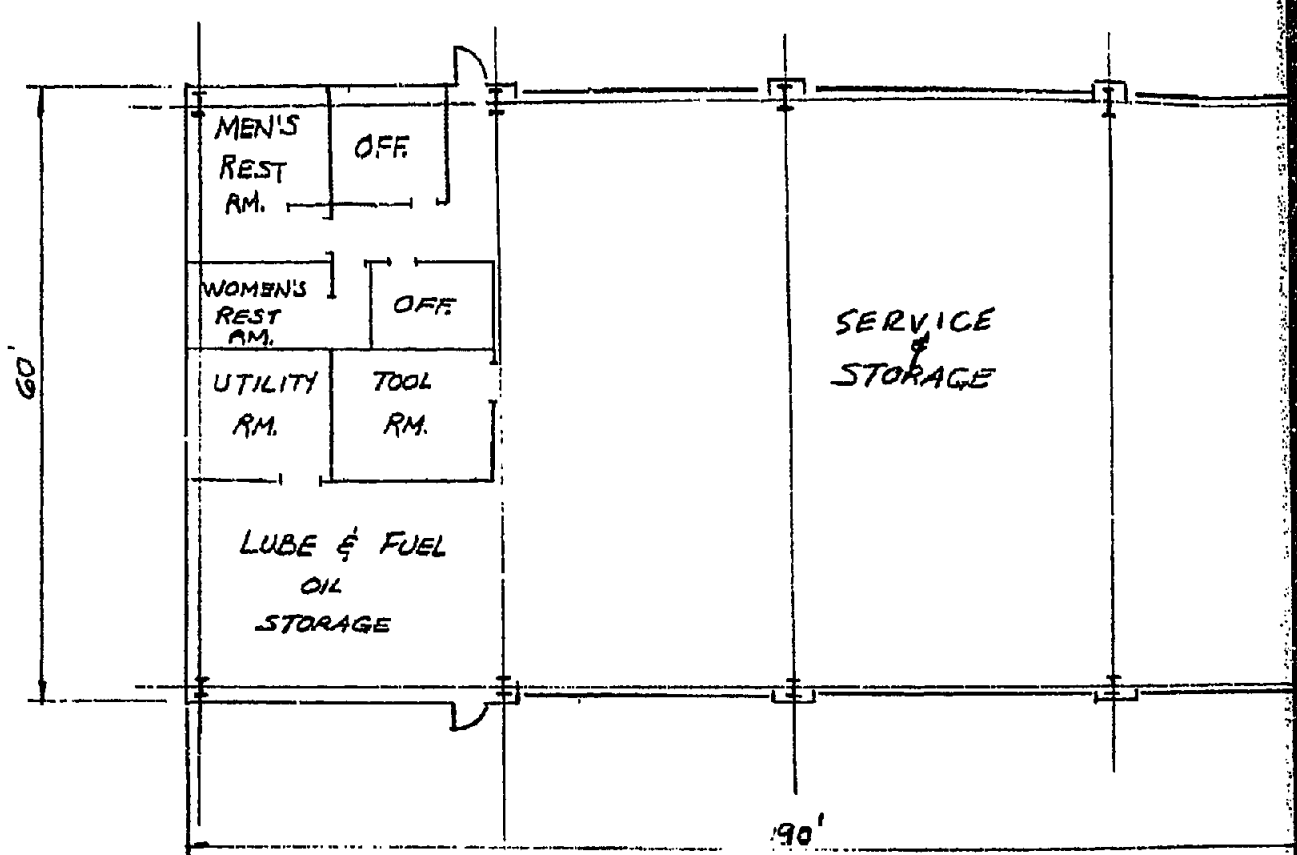 MEN'S
REST
RM.
OFF.
WOMEN'S
REST
RM.
OFF.
UTILITY
RM.
TOOL
RM.
LUBE & FUEL
OIL
STORAGE
SERVICE
&
STORAGE
60'
90'